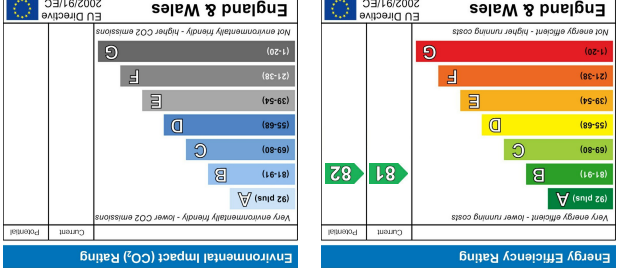 Energy Efficiency Rating
Current Potential
Very energy efficient - lower running costs
(92 plus) A
(81-91) B 81 82
(69-80) C
(55-68) D
(39-54) E
(21-38) F
(1-20) G
Not energy efficient - higher running costs
England & Wales
EU Directive
2002/91/EC
Environmental Impact (CO₂) Rating
Current Potential
Very environmentally friendly - lower CO2 emissions
(92 plus) A
(81-91) B
(69-80) C
(55-68) D
(39-54) E
(21-38) F
(1-20) G
Not environmentally friendly - higher CO2 emissions
England & Wales
EU Directive
2002/91/EC